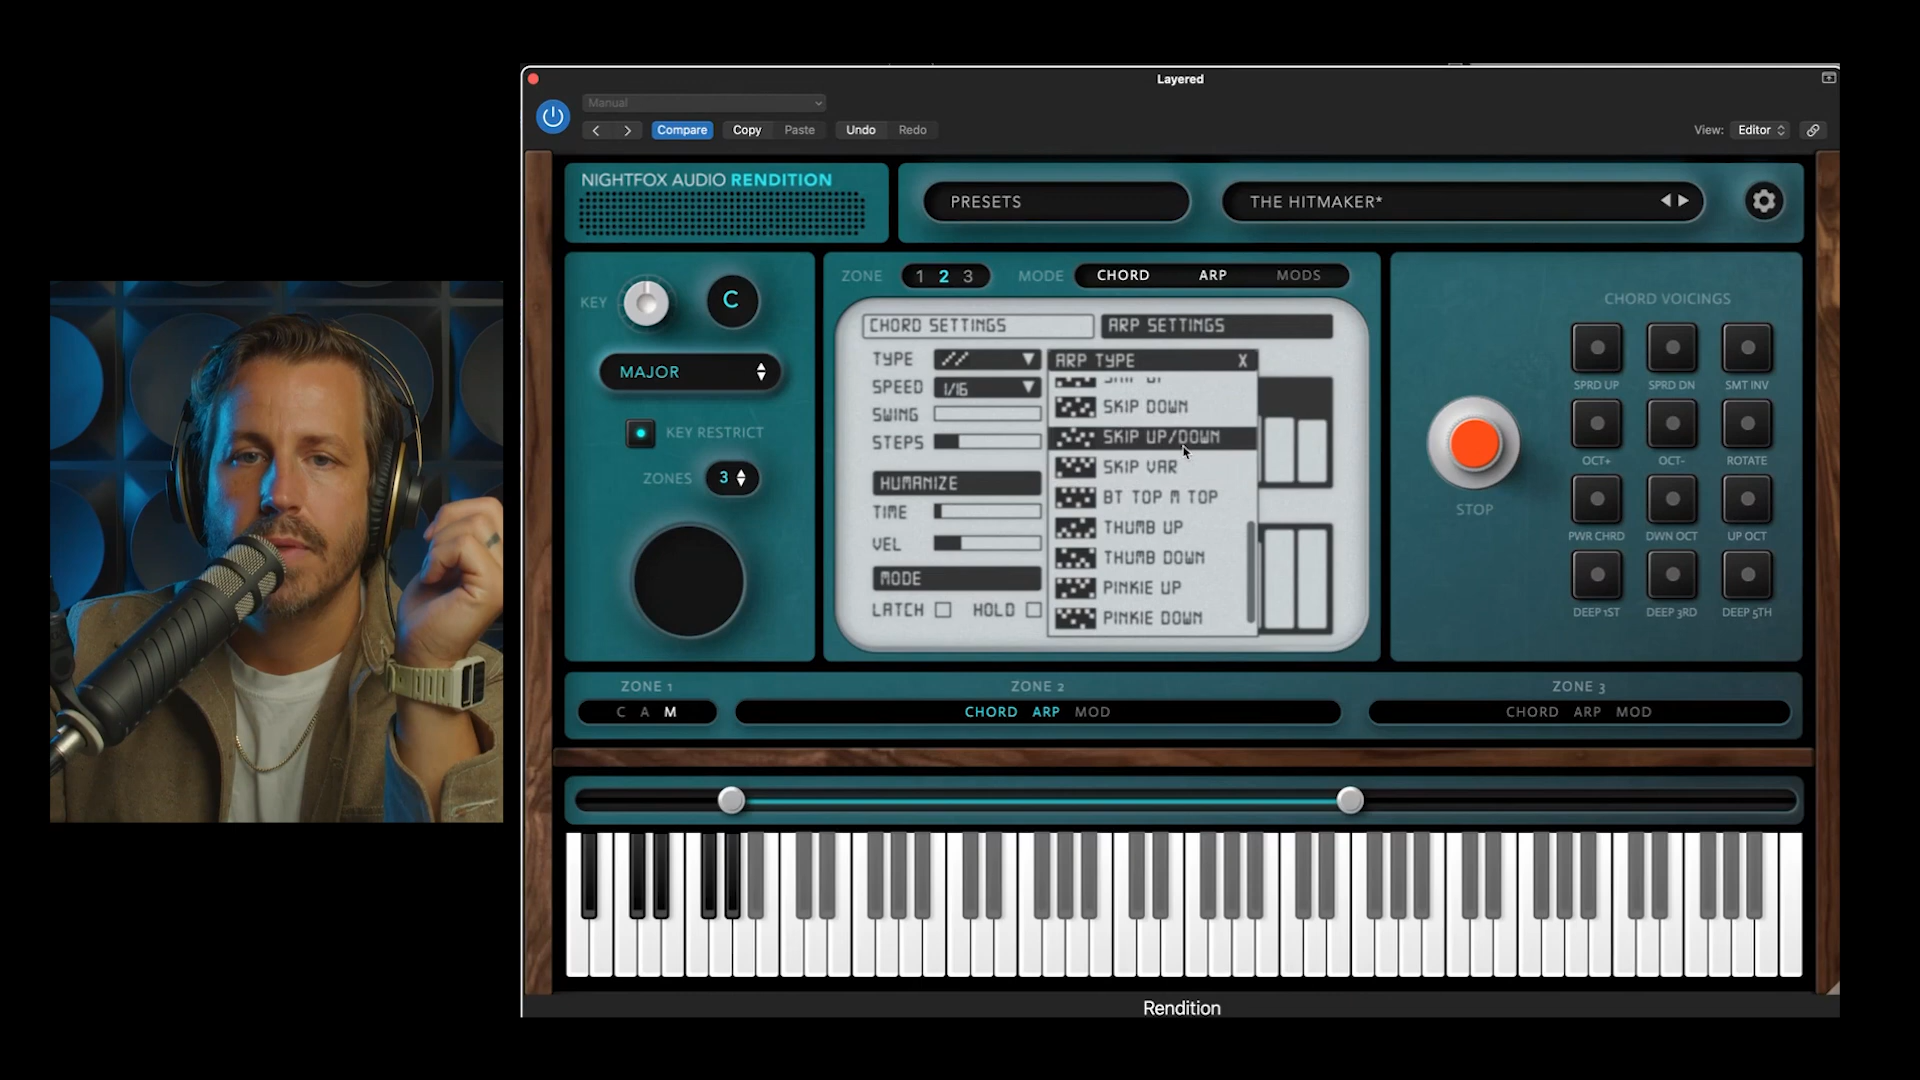 Layered
Manual
Compare Copy Paste Undo Redo
View: Editor
NIGHTFOX AUDIO RENDITION
PRESETS
THE HITMAKER*
KEY C
MAJOR
KEY RESTRICT
ZONES 3
ZONE 1 2 3 MODE CHORD ARP MODS
CHORD SETTINGS
ARP SETTINGS
TYPE
SPEED 1/16
SWING
STEPS
HUMANIZE
TIME
VEL
MODE
LATCH HOLD
ARP TYPE X
SKIP DOWN
SKIP UP/DOWN
SKIP VAR
BT TOP M TOP
THUMB UP
THUMB DOWN
PINKIE UP
PINKIE DOWN
STOP
CHORD VOICINGS
SPRD UP SPRD DN SMT INV
OCT+ OCT- ROTATE
PWR CHRD DWN OCT UP OCT
DEEP 1ST DEEP 3RD DEEP 5TH
ZONE 1
C A M
ZONE 2
CHORD ARP MOD
ZONE 3
CHORD ARP MOD
Rendition